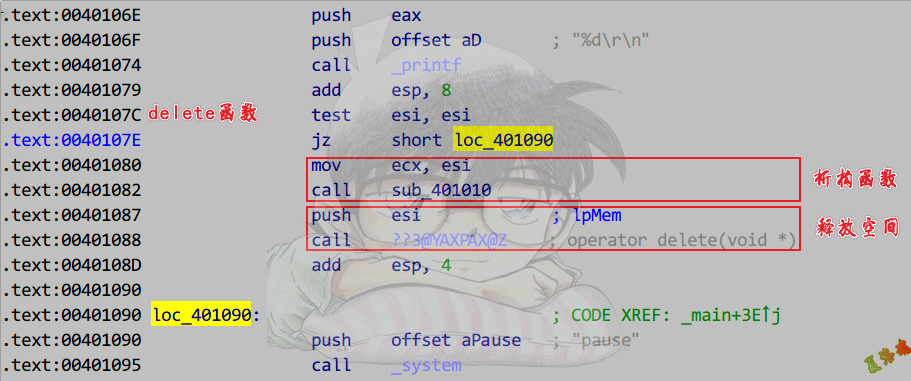 .text:0040106E push eax
.text:0040106F push offset aD ; "%d\r\n"
.text:00401074 call _printf
.text:00401079 add esp, 8
.text:0040107C delete函数 test esi, esi
.text:0040107E jz short loc_401090
.text:00401080 mov ecx, esi
.text:00401082 call sub_401010 析构函数
.text:00401087 push esi ; lpMem
.text:00401088 call ??3@YAXPAX@Z ; operator delete(void *) 释放空间
.text:0040108D add esp, 4
.text:00401090
.text:00401090 loc_401090: ; CODE XREF: _main+3E↑j
.text:00401090 push offset aPause ; "pause"
.text:00401095 call _system